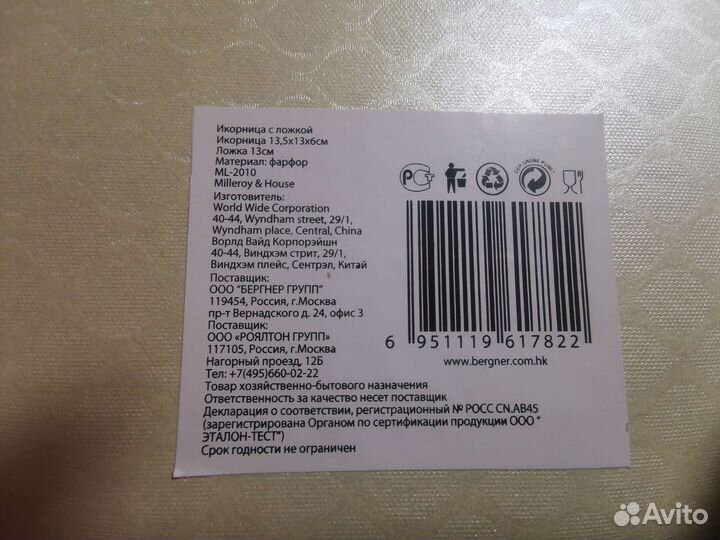 Икорница с ложкой
Икорница 13,5х13х6см
Ложка 13см
Материал: фарфор
ML-2010
Milleroy & House
Изготовитель:
World Wide Corporation
40-44, Wyndham street, 29/1,
Wyndham place, Central, China
Ворлд Вайд Корпорэйшн
40-44, Виндхэм стрит, 29/1,
Виндхэм плейс, Сентрэл, Китай
Поставщик:
ООО "БЕРГНЕР ГРУПП"
119454, Россия, г.Москва
пр-т Вернадского д. 24, офис 3
Поставщик:
ООО «РОЯЛТОН ГРУПП»
117105, Россия, г.Москва
Нагорный проезд, 12Б
Тел: +7(495)660-02-22
Товар хозяйственно-бытового назначения
Ответственность за качество несет поставщик
Декларация о соответствии, регистрационный № РОСС CN.АВ45
(зарегистрирована Органом по сертификации продукции ООО "
ЭТАЛОН-ТЕСТ")
Срок годности не ограничен
РСТ
DER GRÜNE PUNKT
6 951119 617822
www.bergner.com.hk
Avito